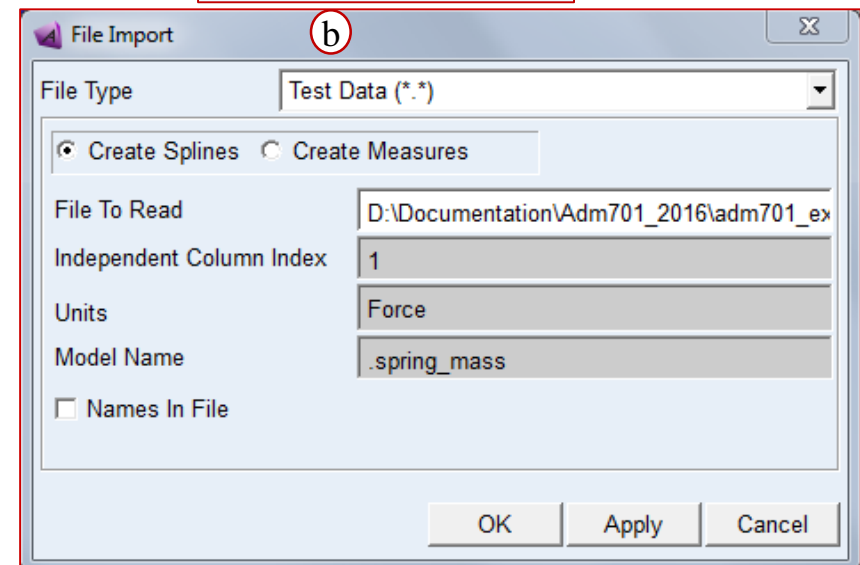 File Import
b
File Type Test Data (*.*)
Create Splines Create Measures
File To Read D:\Documentation\Adm701_2016\adm701_ex
Independent Column Index 1
Units Force
Model Name .spring_mass
Names In File
OK Apply Cancel